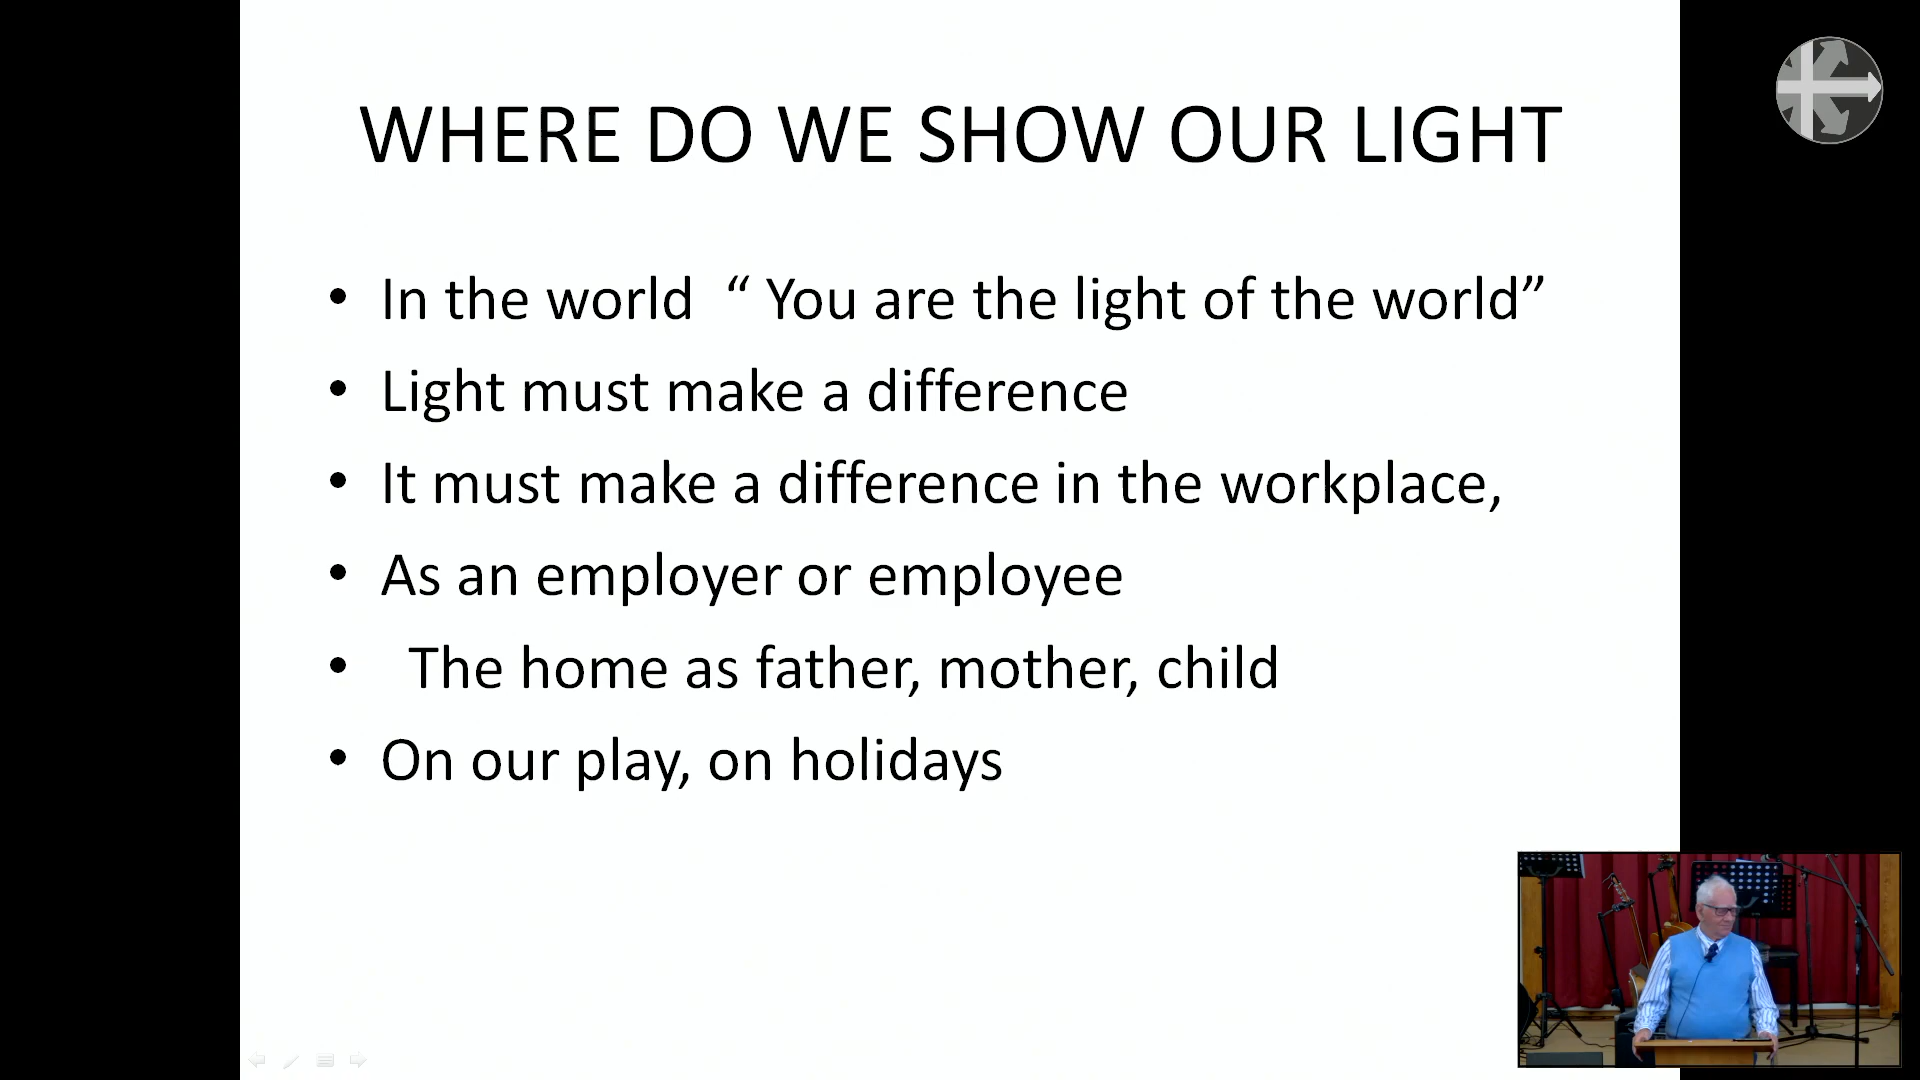 WHERE DO WE SHOW OUR LIGHT
• In the world “ You are the light of the world”
• Light must make a difference
• It must make a difference in the workplace,
• As an employer or employee
• The home as father, mother, child
• On our play, on holidays